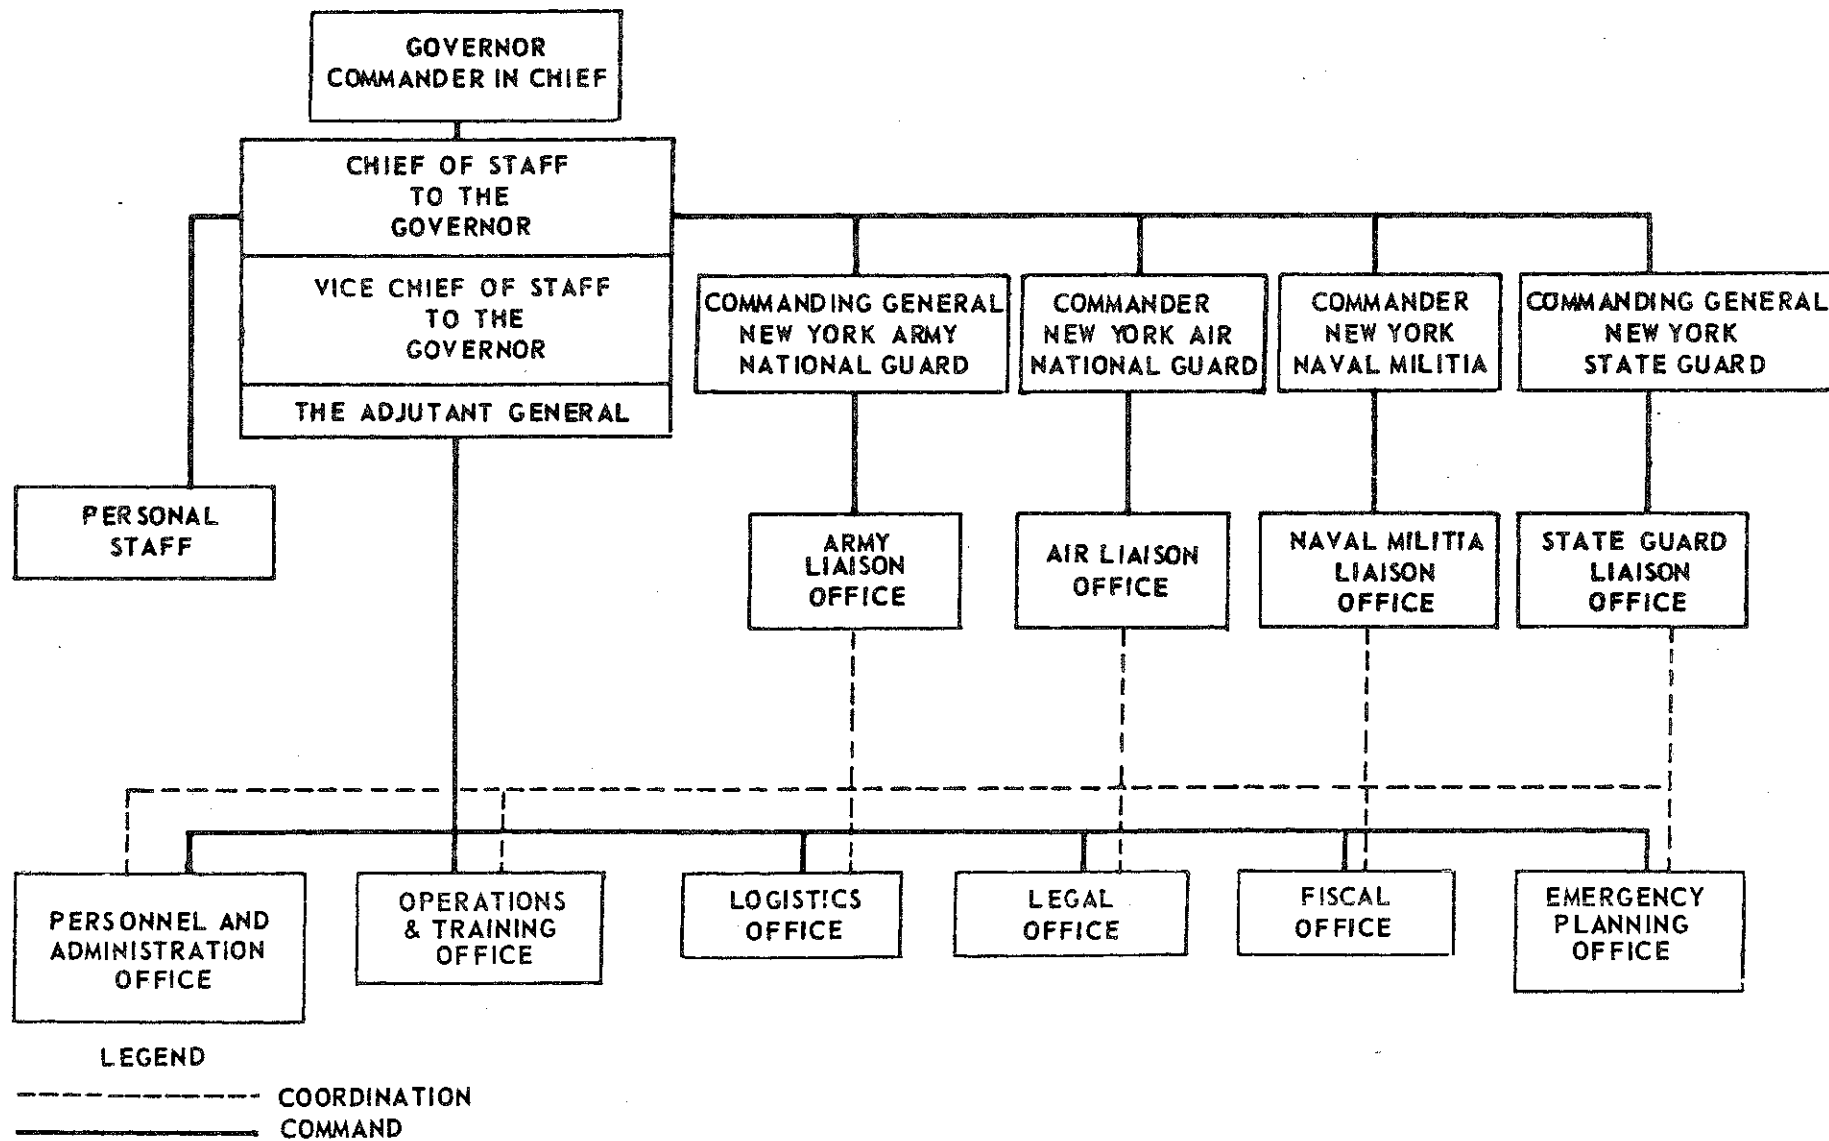 GOVERNOR
COMMANDER IN CHIEF
CHIEF OF STAFF
TO THE
GOVERNOR
VICE CHIEF OF STAFF
TO THE
GOVERNOR
THE ADJUTANT GENERAL
COMMANDING GENERAL
NEW YORK ARMY
NATIONAL GUARD
COMMANDER
NEW YORK AIR
NATIONAL GUARD
COMMANDER
NEW YORK
NAVAL MILITIA
COMMANDING GENERAL
NEW YORK
STATE GUARD
PERSONAL
STAFF
ARMY
LIAISON
OFFICE
AIR LIAISON
OFFICE
NAVAL MILITIA
LIAISON
OFFICE
STATE GUARD
LIAISON
OFFICE
PERSONNEL AND
ADMINISTRATION
OFFICE
OPERATIONS
& TRAINING
OFFICE
LOGISTICS
OFFICE
LEGAL
OFFICE
FISCAL
OFFICE
EMERGENCY
PLANNING
OFFICE
LEGEND
COORDINATION
COMMAND